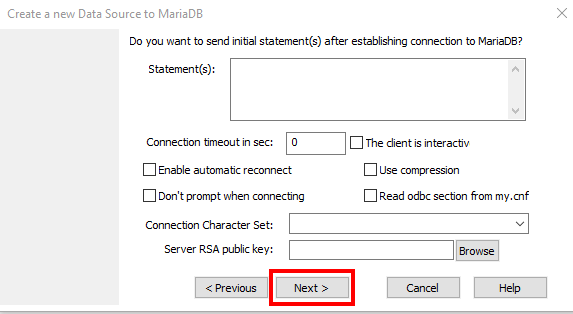 Create a new Data Source to MariaDB
Do you want to send initial statement(s) after establishing connection to MariaDB?
Statement(s):
Connection timeout in sec: 0 The client is interactiv
Enable automatic reconnect Use compression
Don't prompt when connecting Read odbc section from my.cnf
Connection Character Set:
Server RSA public key: Browse
< Previous Next > Cancel Help